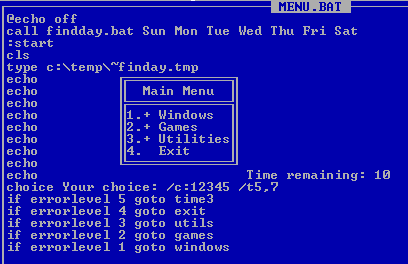 MENU.BAT
@echo off
call findday.bat Sun Mon Tue Wed Thu Fri Sat
:start
cls
type c:\temp\~finday.tmp
echo
echo Main Menu
echo
echo 1.+ Windows
echo 2.+ Games
echo 3.+ Utilities
echo 4. Exit
echo
echo Time remaining: 10
choice Your choice: /c:12345 /t5,7
if errorlevel 5 goto time3
if errorlevel 4 goto exit
if errorlevel 3 goto utils
if errorlevel 2 goto games
if errorlevel 1 goto windows